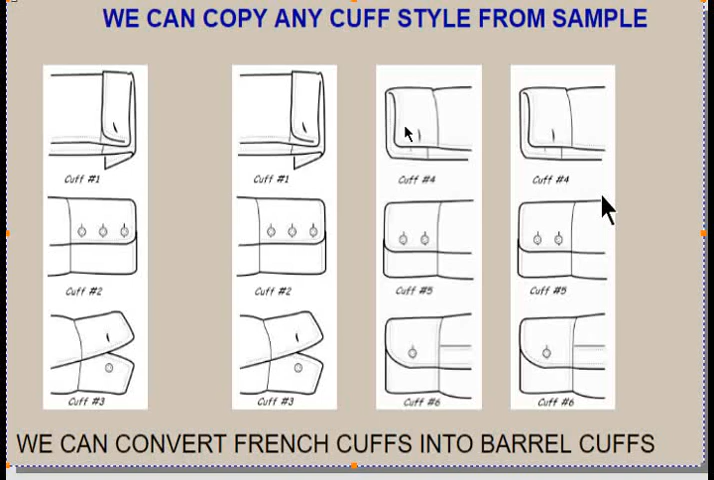 WE CAN COPY ANY CUFF STYLE FROM SAMPLE
Cuff #1
Cuff #1
Cuff #4
Cuff #4
Cuff #2
Cuff #2
Cuff #5
Cuff #5
Cuff #3
Cuff #3
Cuff #6
Cuff #6
WE CAN CONVERT FRENCH CUFFS INTO BARREL CUFFS